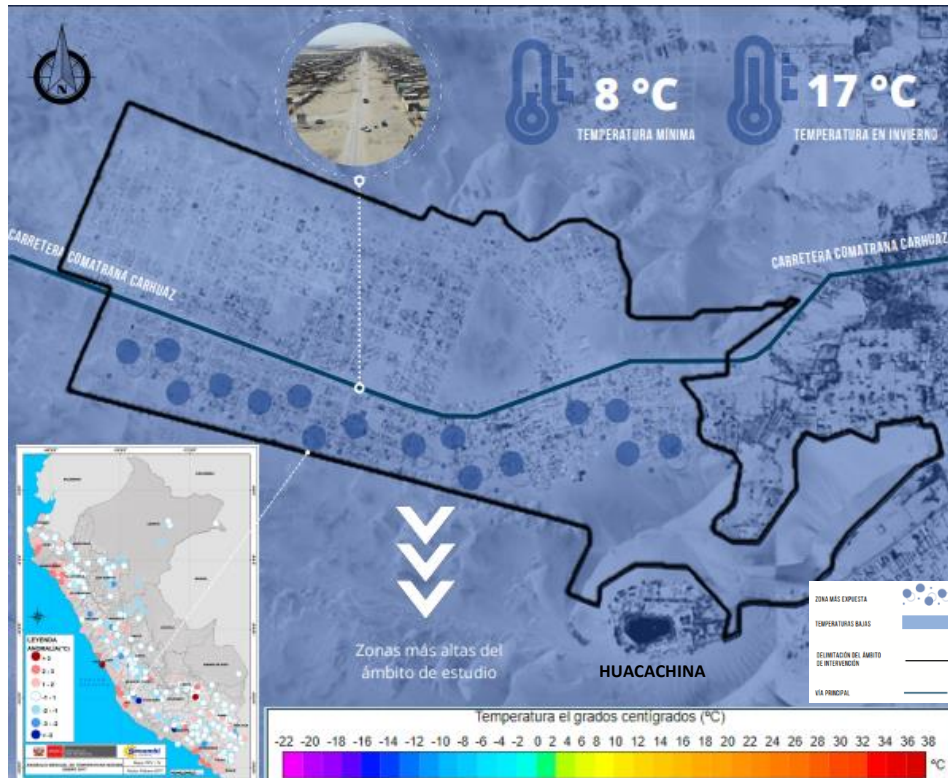 N
8 °C
TEMPERATURA MÍNIMA
17 °C
TEMPERATURA EN INVIERNO
CARRETERA COMATRANA CARHUAZ
CARRETERA COMATRANA CARHUAZ
Zonas más altas del
ámbito de estudio
HUACACHINA
ZONA MÁS EXPUESTA
TEMPERATURAS BAJAS
DELIMITACIÓN DEL ÁMBITO
DE INTERVENCIÓN
VÍA PRINCIPAL
LEYENDA
ANOMALÍA(°C)
Temperatura el grados centígrados (°C)
-22 -20 -18 -16 -14 -12 -10 -8 -6 -4 -2 0 2 4 6 8 10 12 14 16 18 20 22 24 26 28 30 32 34 36 38
°C